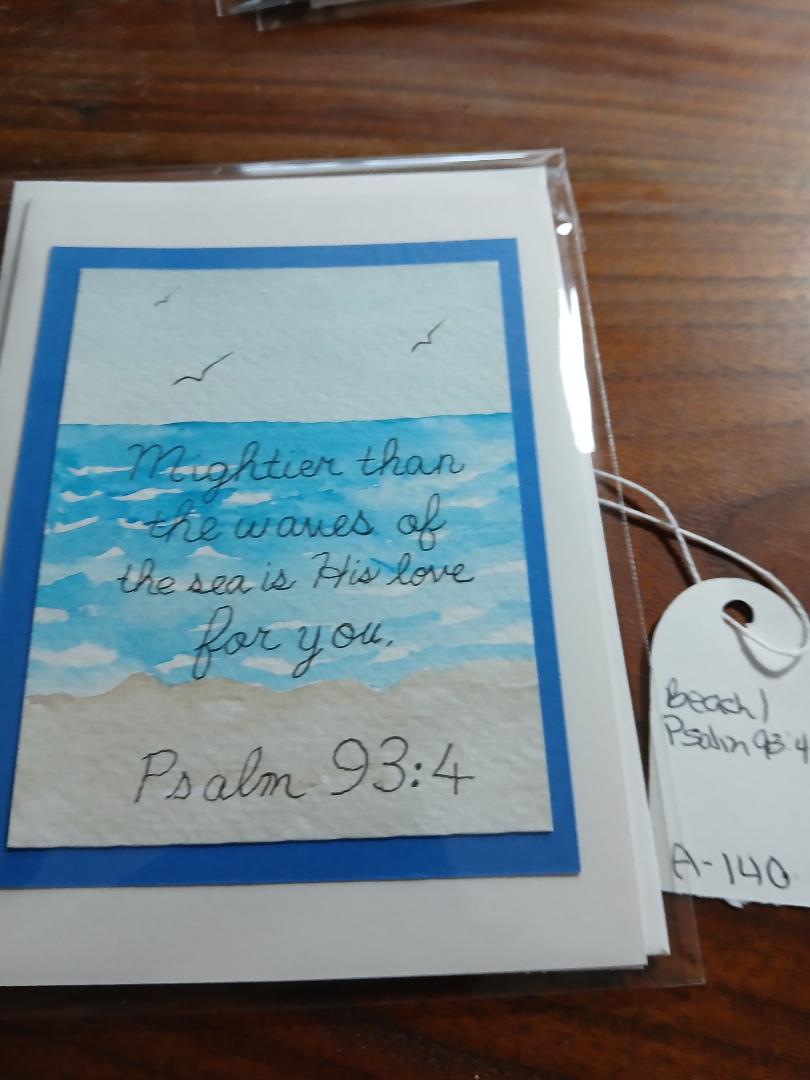 Mightier than
the waves of
the sea is His love
for you.
Psalm 93:4
Beach/
Psalm 93:4
A-140